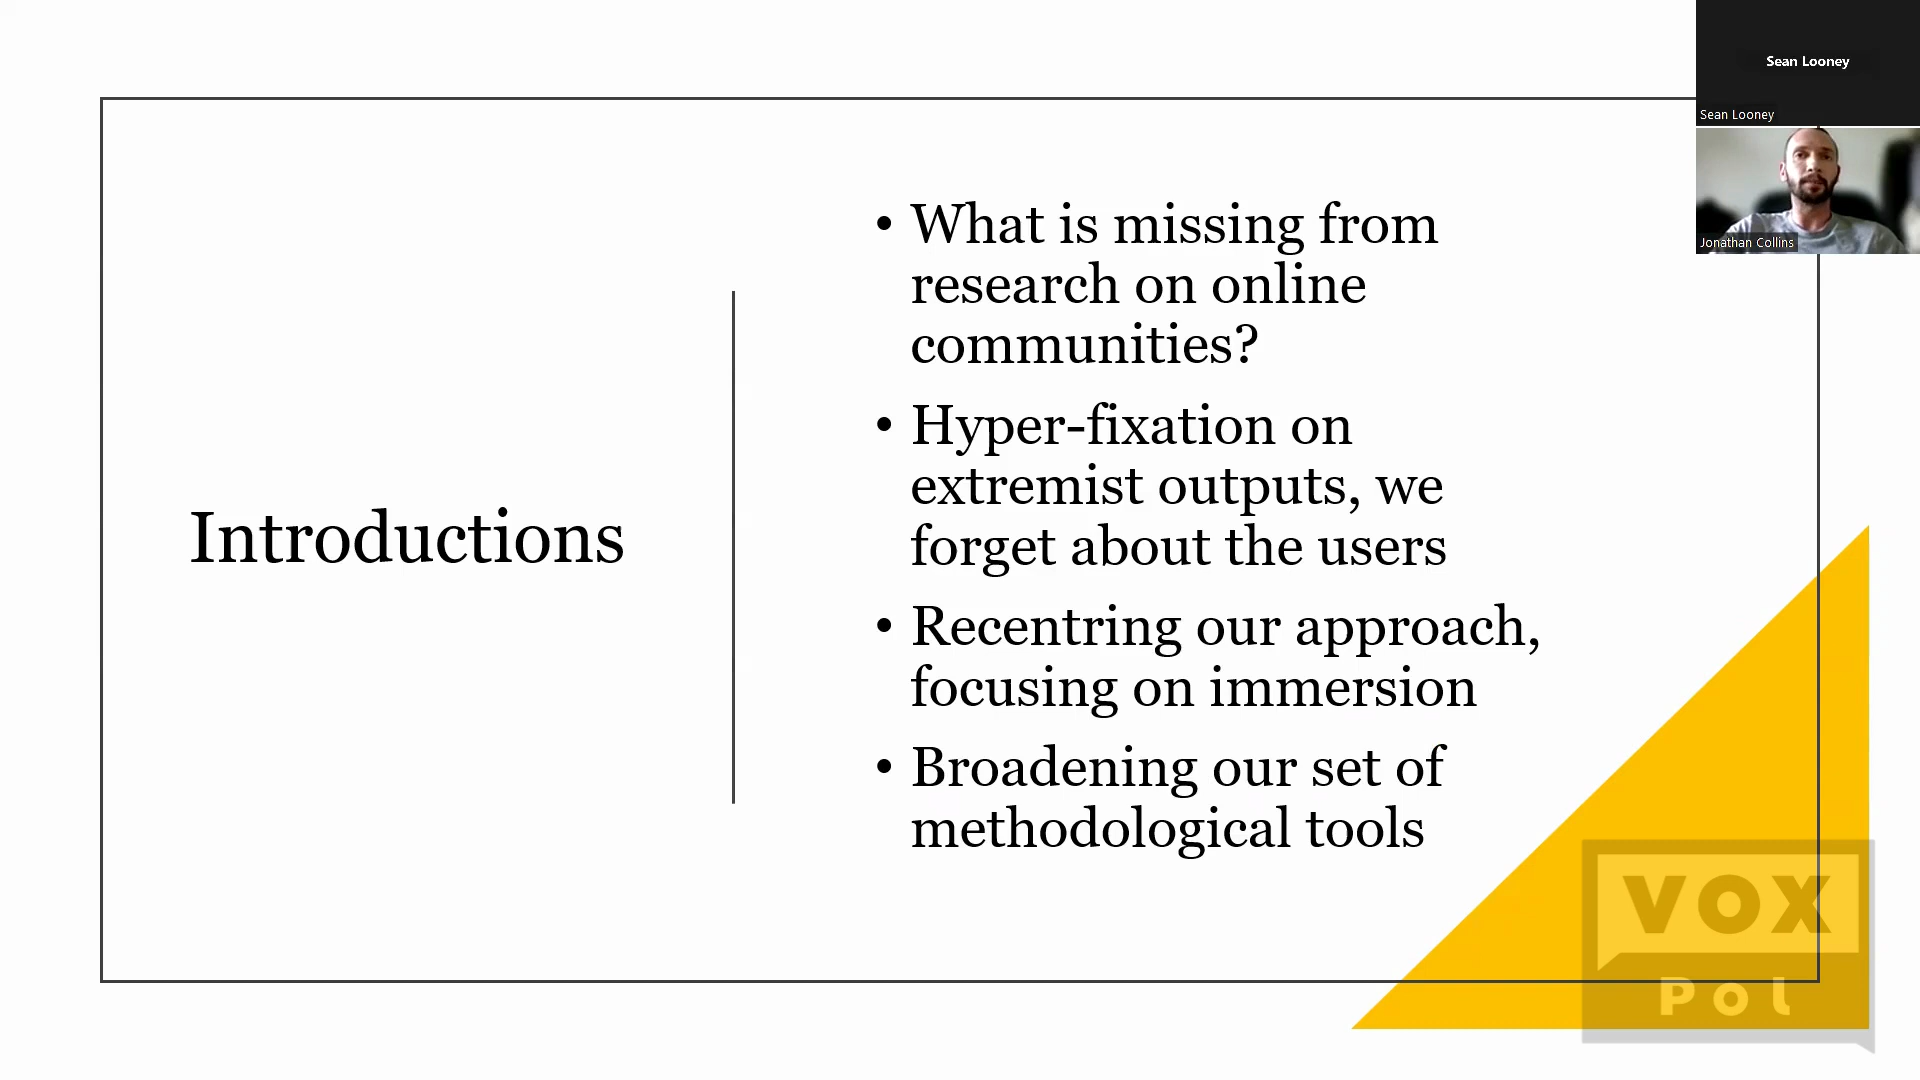 Sean Looney
Sean Looney
Jonathan Collins
Introductions
• What is missing from
research on online
communities?
• Hyper-fixation on
extremist outputs, we
forget about the users
• Recentring our approach,
focusing on immersion
• Broadening our set of
methodological tools
VOX
Pol